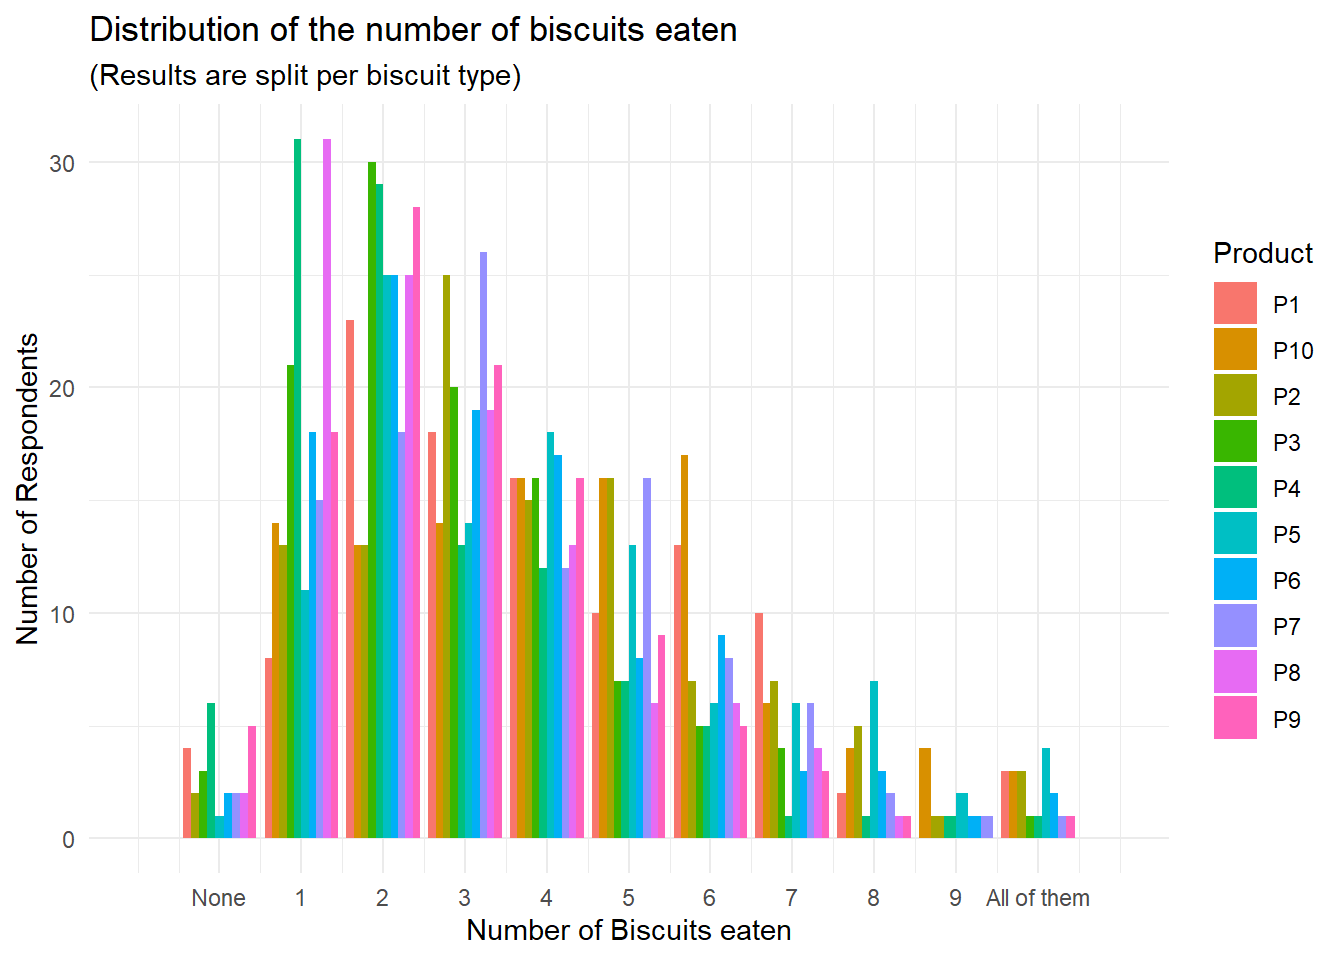 Distribution of the number of biscuits eaten
(Results are split per biscuit type)
Number of Respondents
30
20
10
0
None 1 2 3 4 5 6 7 8 9 All of them
Number of Biscuits eaten
Product
P1
P10
P2
P3
P4
P5
P6
P7
P8
P9